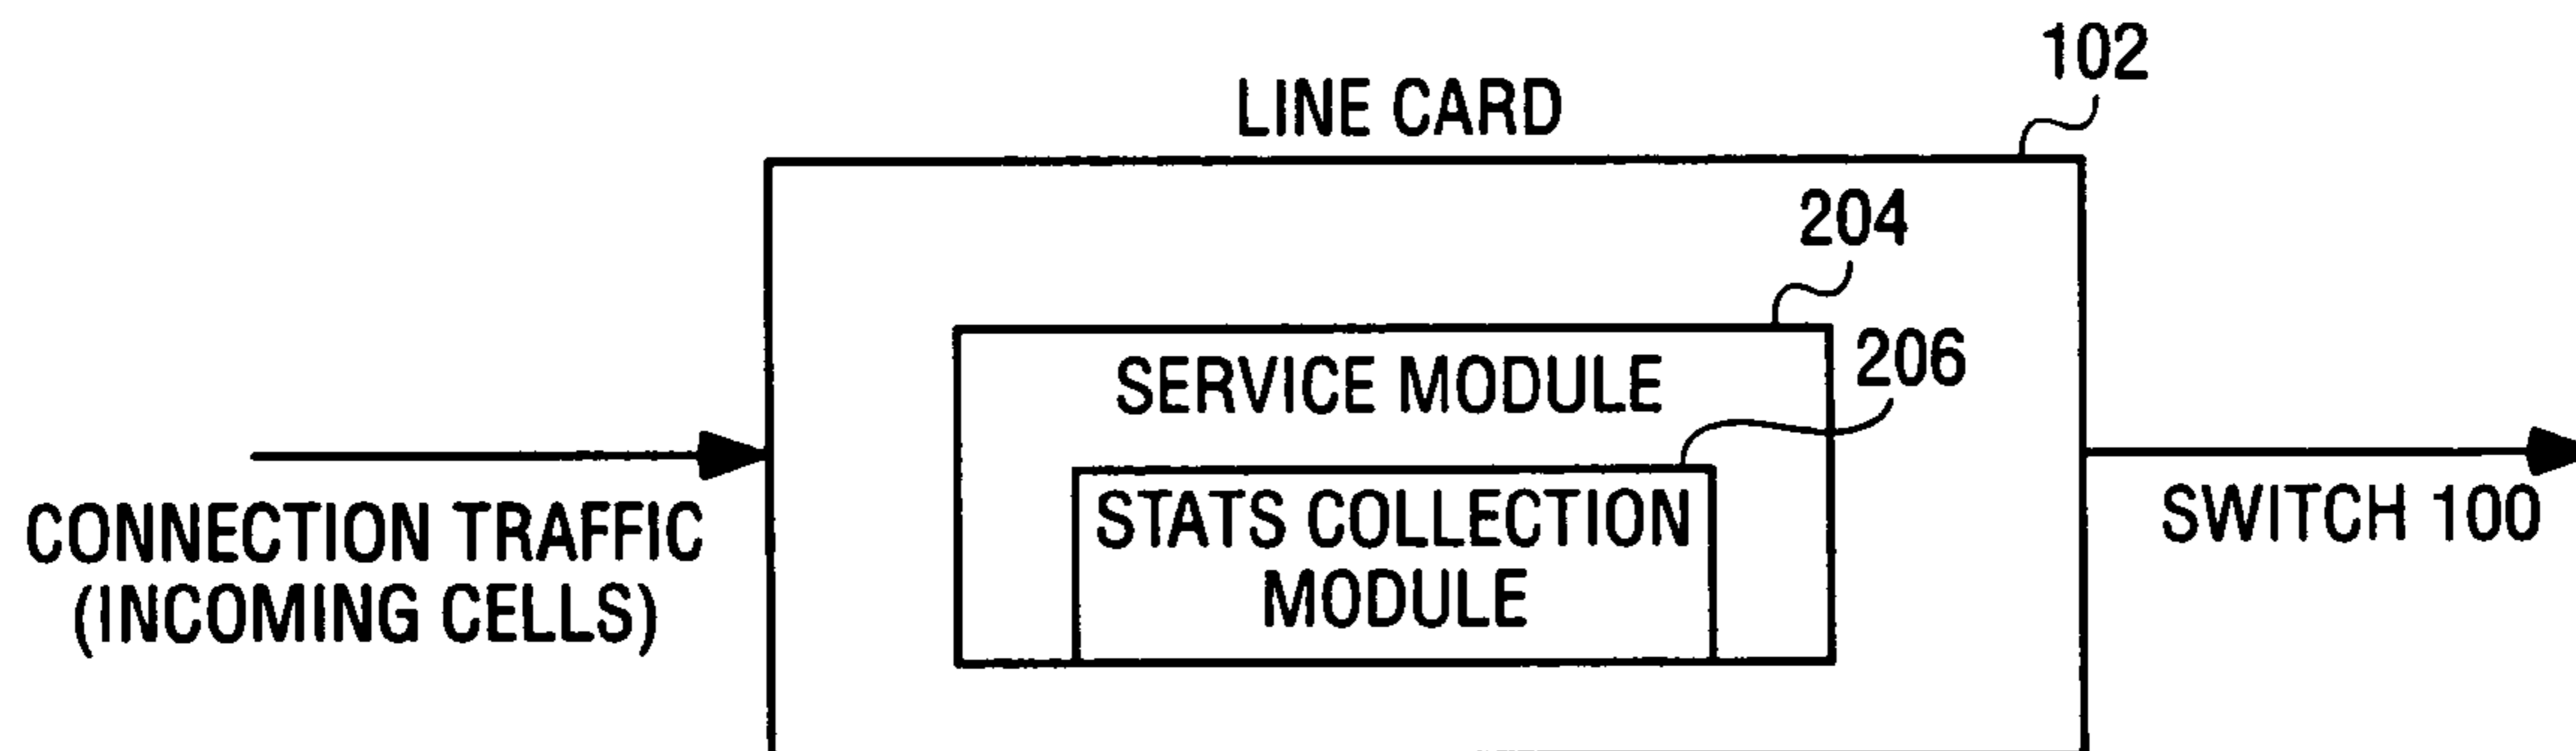 102
LINE CARD
204
SERVICE MODULE
206
STATS COLLECTION
MODULE
CONNECTION TRAFFIC
(INCOMING CELLS)
SWITCH 100